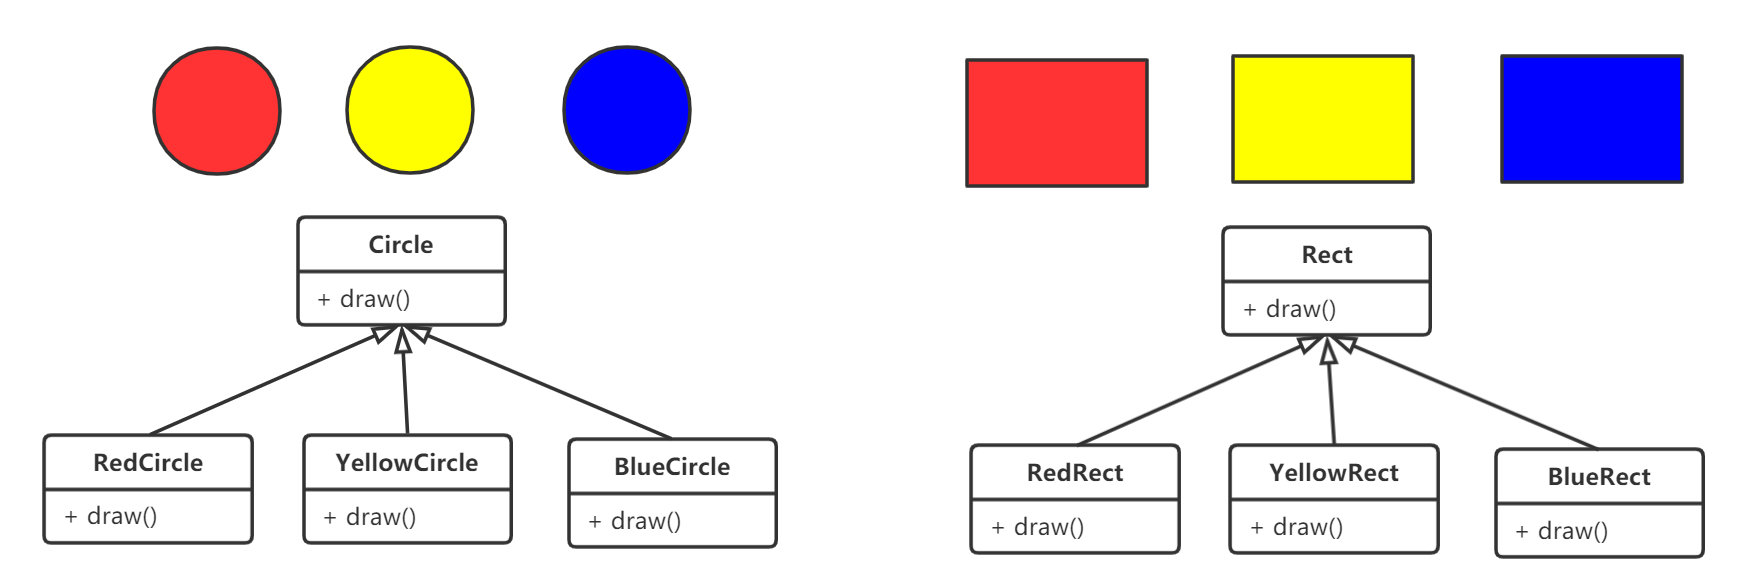 Circle
+ draw()
RedCircle
+ draw()
YellowCircle
+ draw()
BlueCircle
+ draw()
Rect
+ draw()
RedRect
+ draw()
YellowRect
+ draw()
BlueRect
+ draw()